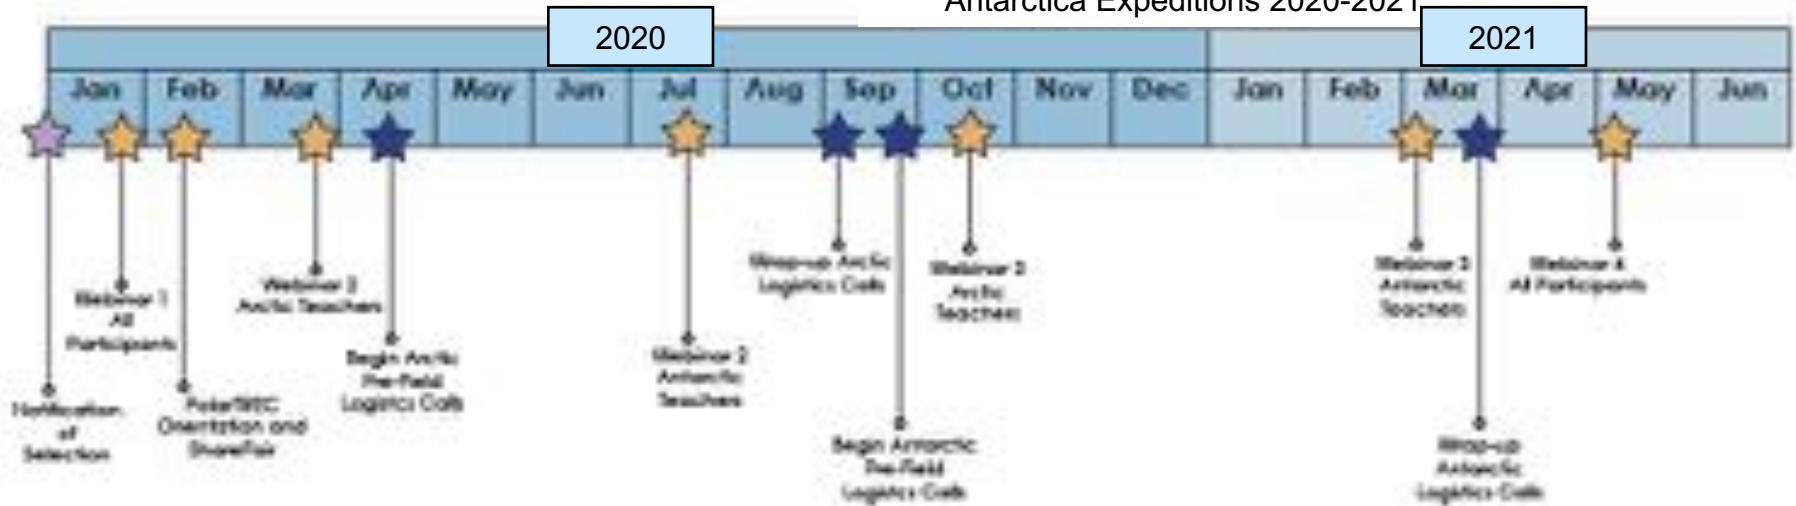 Antarctica Expeditions 2020-2021
2020
2021
Jan Feb Mar Apr May Jun Jul Aug Sep Oct Nov Dec Jan Feb Mar Apr May Jun
Webinar 1
All
Participants
Notification
of
Selection
PolarTREC
Orientation and
ShareFair
Webinar 2
Arctic Teachers
Begin Arctic
Pre-Field
Logistics Calls
Webinar 2
Antarctic
Teachers
Wrap-up Arctic
Logistics Calls
Begin Antarctic
Pre-Field
Logistics Calls
Webinar 3
Arctic
Teachers
Webinar 3
Antarctic
Teachers
Wrap-up
Antarctic
Logistics Calls
Webinar 4
All Participants